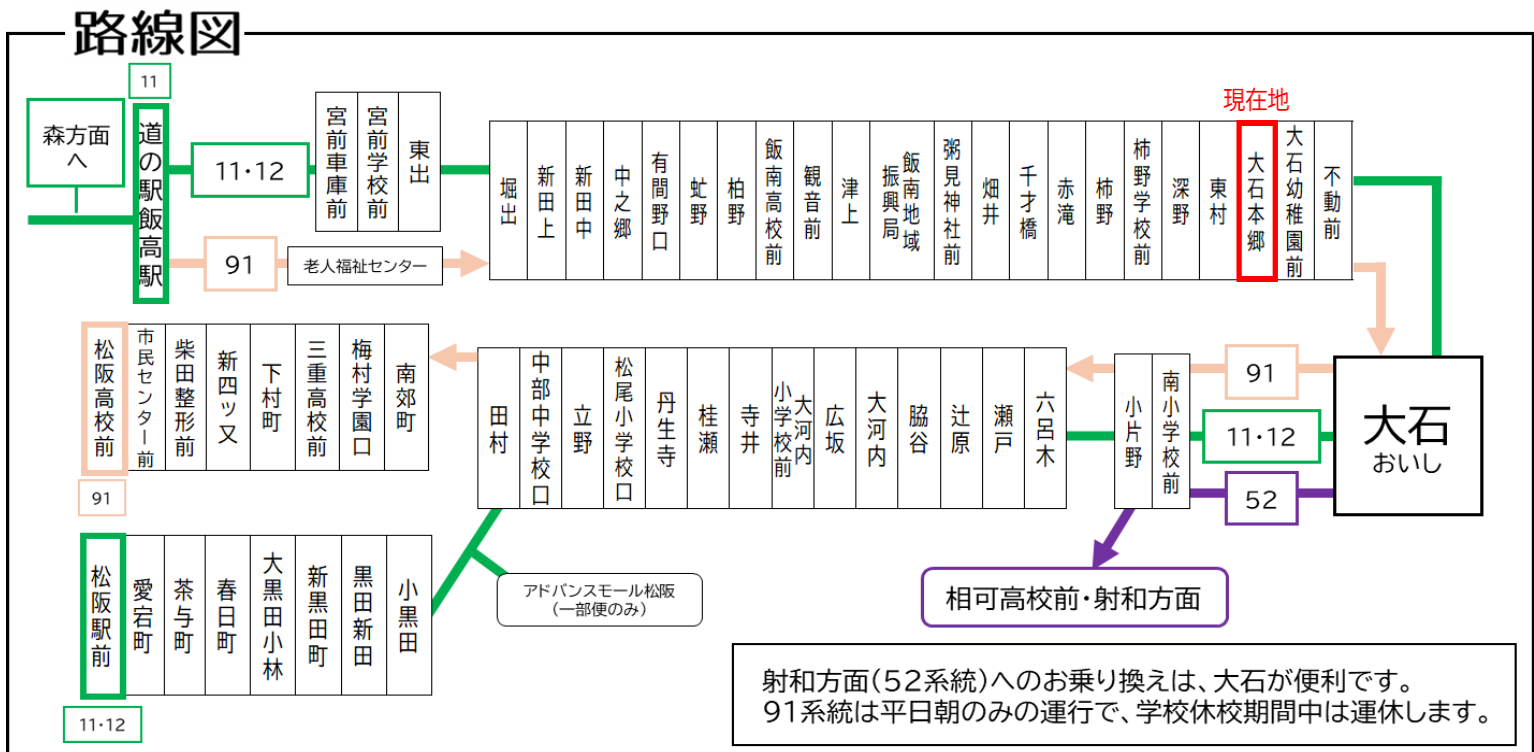 路線図
11
森方面
へ
道の駅飯高駅
11・12
宮前車庫前
宮前学校前
東出
91
老人福祉センター
堀出
新田上
新田中
中之郷
有間野口
虻野
柏野
飯南高校前
観音前
津上
飯南地域
振興局
粥見神社前
畑井
千才橋
赤滝
柿野
柿野学校前
深野
東村
現在地
大石本郷
大石幼稚園前
不動前
大石
おいし
91
11・12
52
南小学校前
小片野
相可高校前・射和方面
六呂木
瀬戸
辻原
脇谷
大河内
広坂
大河内
小学校前
寺井
桂瀬
丹生寺
松尾小学校口
立野
中部中学校口
田村
南郊町
梅村学園口
三重高校前
下村町
新四ッ又
柴田整形前
市民センター前
松阪高校前
91
アドバンスモール松阪
(一部便のみ)
小黒田
黒田新田
新黒田町
大黒田小林
春日町
茶与町
愛宕町
松阪駅前
11・12
射和方面(52系統)へのお乗り換えは、大石が便利です。
91系統は平日朝のみの運行で、学校休校期間中は運休します。